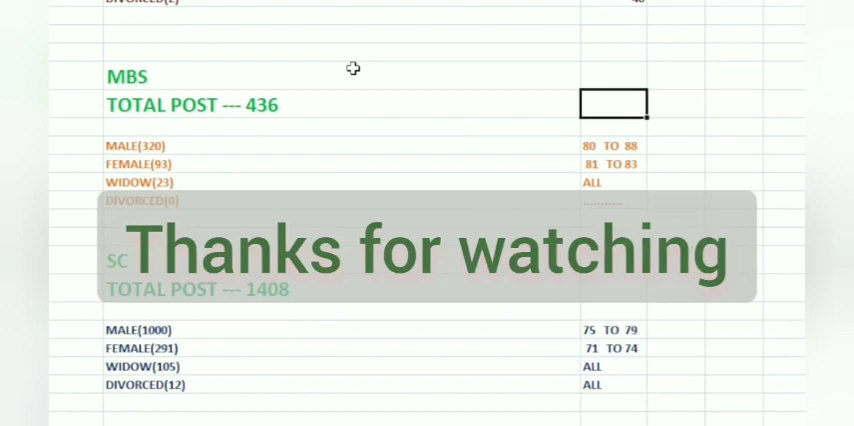 MBS
TOTAL POST --- 436
MALE(320) 80 TO 88
FEMALE(93) 81 TO 83
WIDOW(23) ALL
DIVORCED(0) ...........
SC
Thanks for watching
TOTAL POST --- 1408
MALE(1000) 75 TO 79
FEMALE(291) 71 TO 74
WIDOW(105) ALL
DIVORCED(12) ALL